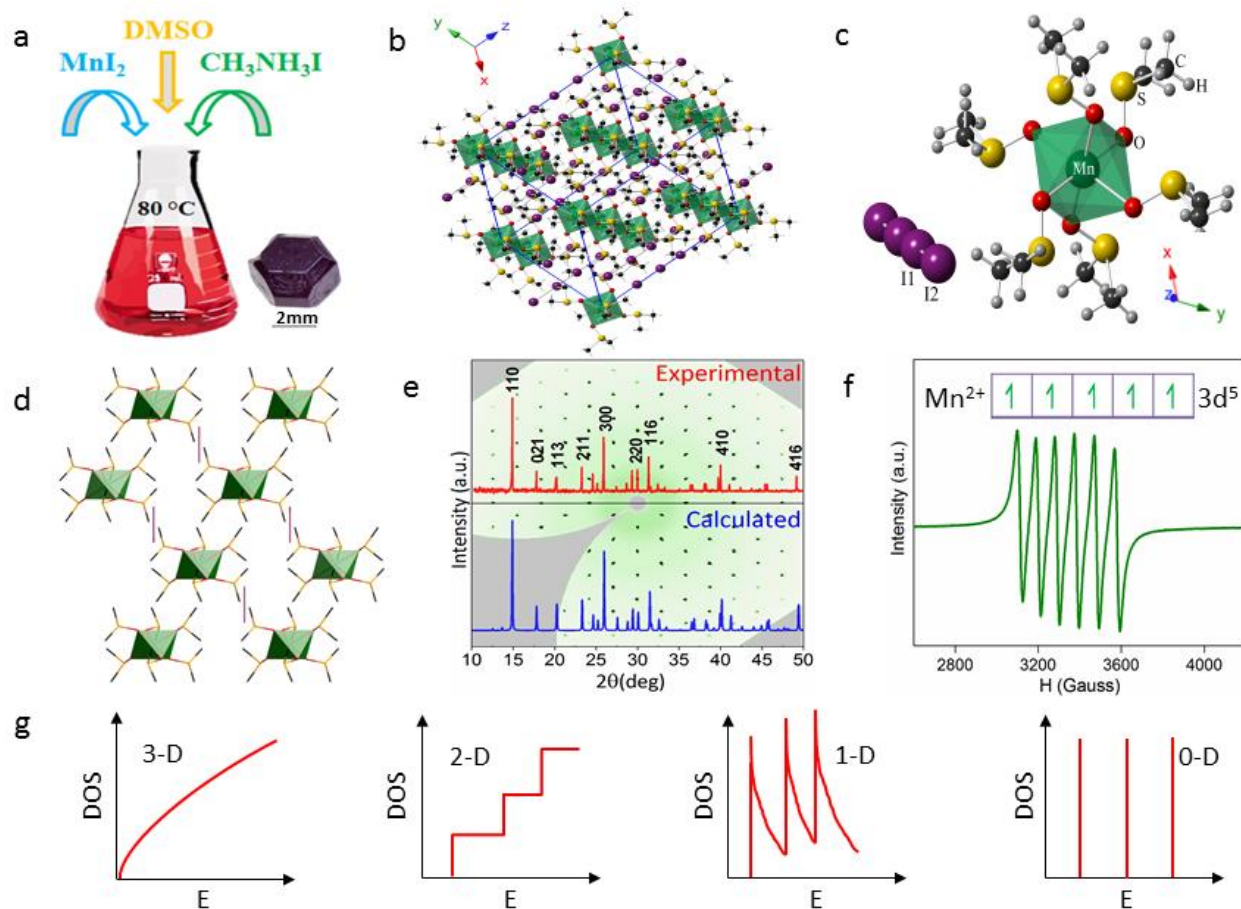 a
DMSO
MnI₂
CH₃NH₃I
80 °C
2mm
b
y
z
x
c
C
H
S
O
Mn
I1
I2
x
z
y
d
e
Experimental
110
021
113
211
300
220
116
410
416
Calculated
Intensity (a.u.)
10 15 20 25 30 35 40 45 50
2θ(deg)
f
Mn²⁺
3d⁵
Intensity (a.u.)
2800 3200 3600 4000
H (Gauss)
g
3-D
DOS
E
2-D
DOS
E
1-D
DOS
E
0-D
DOS
E